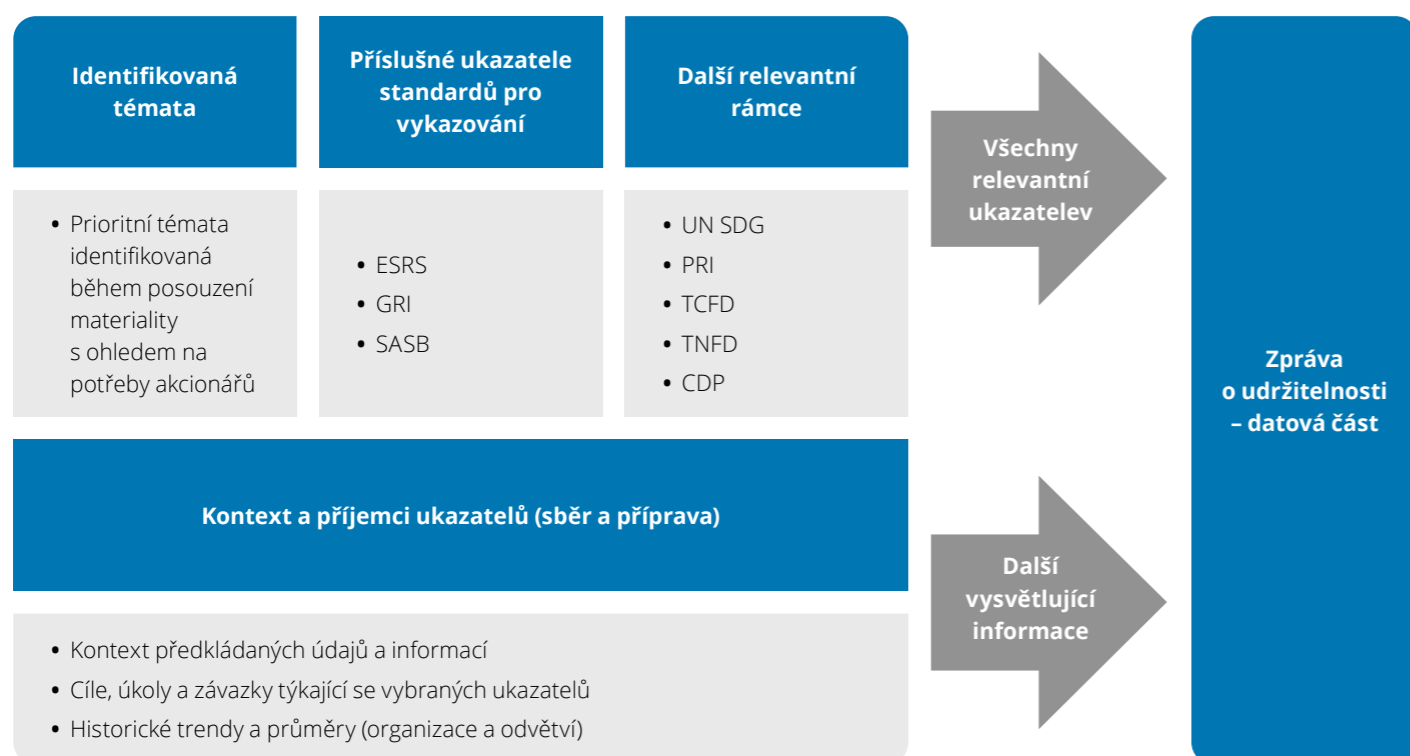 Identifikovaná
témata
Příslušné ukazatele
standardů pro
vykazování
Další relevantní
rámce
• Prioritní témata
identifikovaná
během posouzení
materiality
s ohledem na
potřeby akcionářů
• ESRS
• GRI
• SASB
• UN SDG
• PRI
• TCFD
• TNFD
• CDP
Všechny
relevantní
ukazatelev
Kontext a příjemci ukazatelů (sběr a příprava)
• Kontext předkládaných údajů a informací
• Cíle, úkoly a závazky týkající se vybraných ukazatelů
• Historické trendy a průměry (organizace a odvětví)
Další
vysvětlující
informace
Zpráva
o udržitelnosti
– datová část